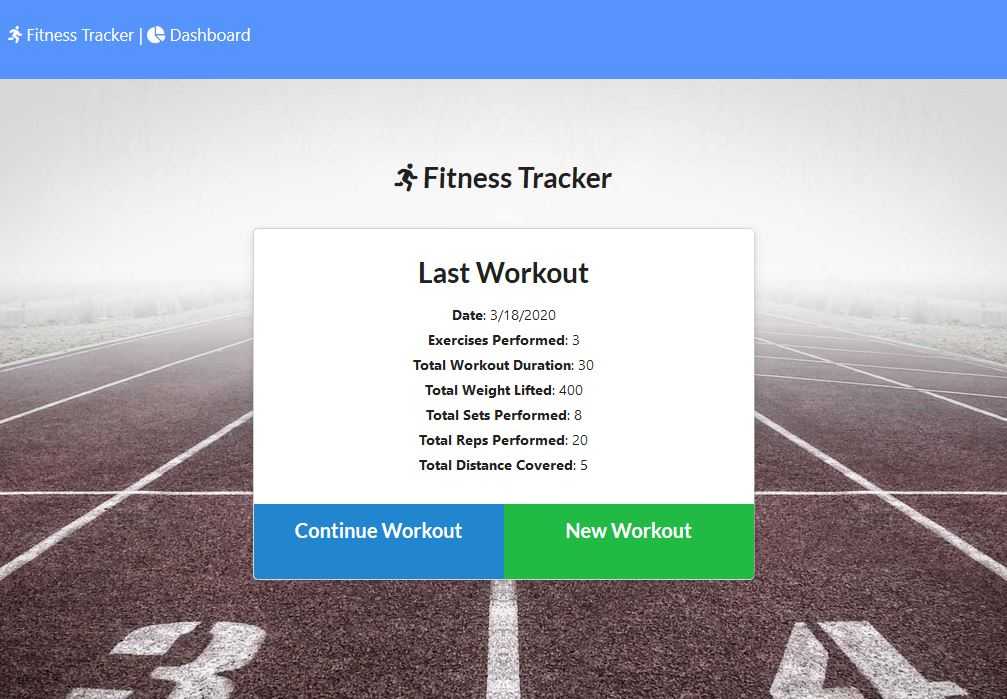 Fitness Tracker | Dashboard
Fitness Tracker
Last Workout
Date: 3/18/2020
Exercises Performed: 3
Total Workout Duration: 30
Total Weight Lifted: 400
Total Sets Performed: 8
Total Reps Performed: 20
Total Distance Covered: 5
Continue Workout New Workout
3 4